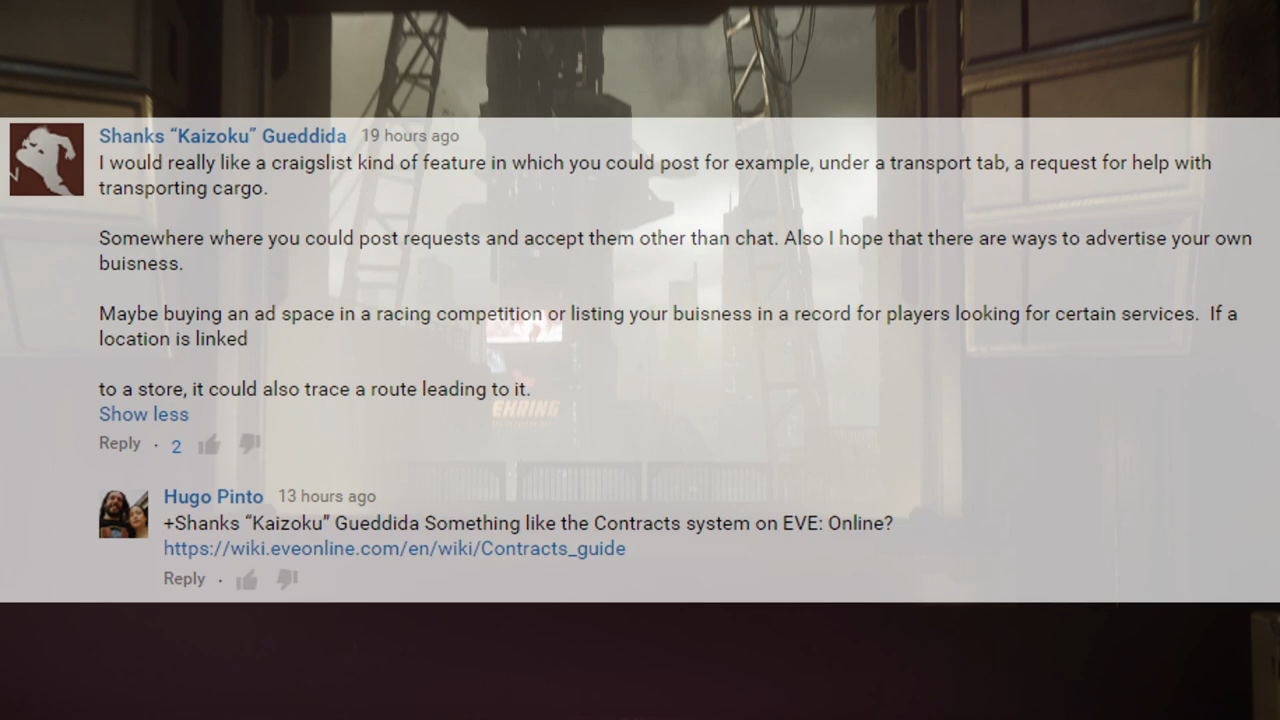 Shanks “Kaizoku” Gueddida 19 hours ago
I would really like a craigslist kind of feature in which you could post for example, under a transport tab, a request for help with
transporting cargo.
Somewhere where you could post requests and accept them other than chat. Also I hope that there are ways to advertise your own
buisness.
Maybe buying an ad space in a racing competition or listing your buisness in a record for players looking for certain services. If a
location is linked
to a store, it could also trace a route leading to it.
EHRING
Show less
Reply · 2
Hugo Pinto 13 hours ago
+Shanks “Kaizoku” Gueddida Something like the Contracts system on EVE: Online?
https://wiki.eveonline.com/en/wiki/Contracts_guide
Reply ·